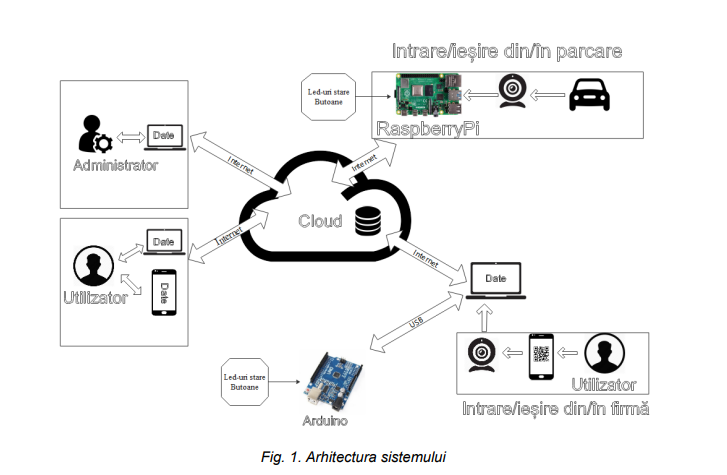 Intrare/ieșire din/în parcare
Led-uri stare
Butoane
RaspberryPi
Date
Administrator
Internet
Internet
Cloud
Date
Date
Utilizator
Internet
Internet
Date
USB
Led-uri stare
Butoane
Arduino
Utilizator
Intrare/ieșire din/în firmă
Fig. 1. Arhitectura sistemului